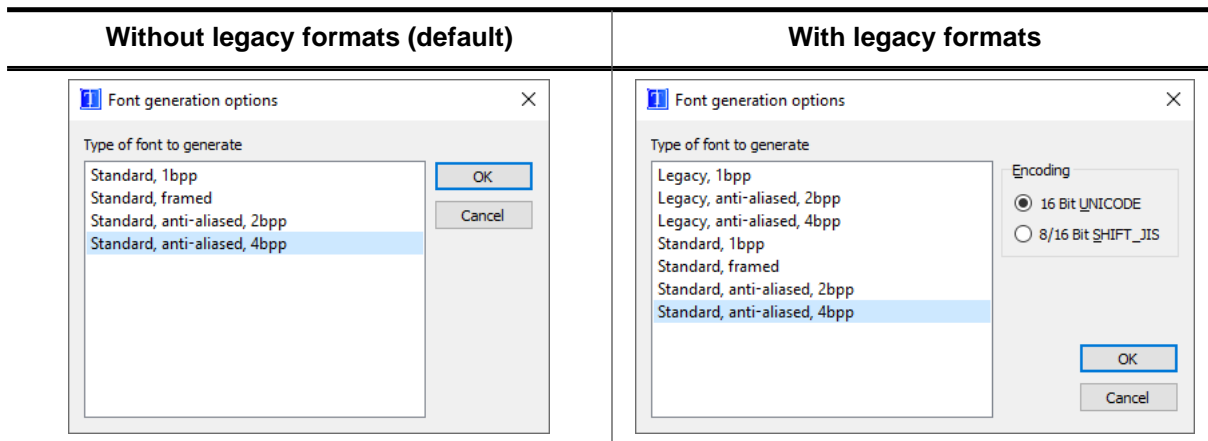 Without legacy formats (default)
With legacy formats
Font generation options
Type of font to generate
Standard, 1bpp
Standard, framed
Standard, anti-aliased, 2bpp
Standard, anti-aliased, 4bpp
OK
Cancel
Font generation options
Type of font to generate
Legacy, 1bpp
Legacy, anti-aliased, 2bpp
Legacy, anti-aliased, 4bpp
Standard, 1bpp
Standard, framed
Standard, anti-aliased, 2bpp
Standard, anti-aliased, 4bpp
Encoding
16 Bit UNICODE
8/16 Bit SHIFT_JIS
OK
Cancel